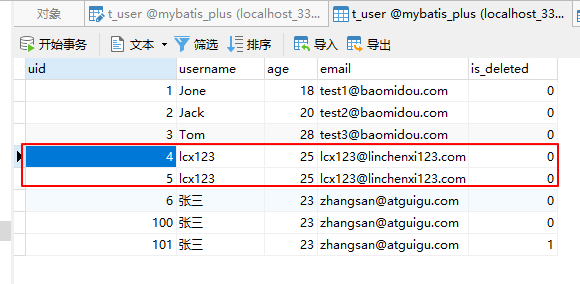 对象 t_user @mybatis_plus (localhost_33... t_user @mybatis_plus (localhost_33...
开始事务 文本 筛选 排序 导入 导出
uid username age email is_deleted
1 Jone 18 test1@baomidou.com 0
2 Jack 20 test2@baomidou.com 0
3 Tom 28 test3@baomidou.com 0
4 lcx123 25 lcx123@linchenxi123.com 0
5 lcx123 25 lcx123@linchenxi123.com 0
6 张三 23 zhangsan@atguigu.com 0
100 张三 23 zhangsan@atguigu.com 0
101 张三 23 zhangsan@atguigu.com 1